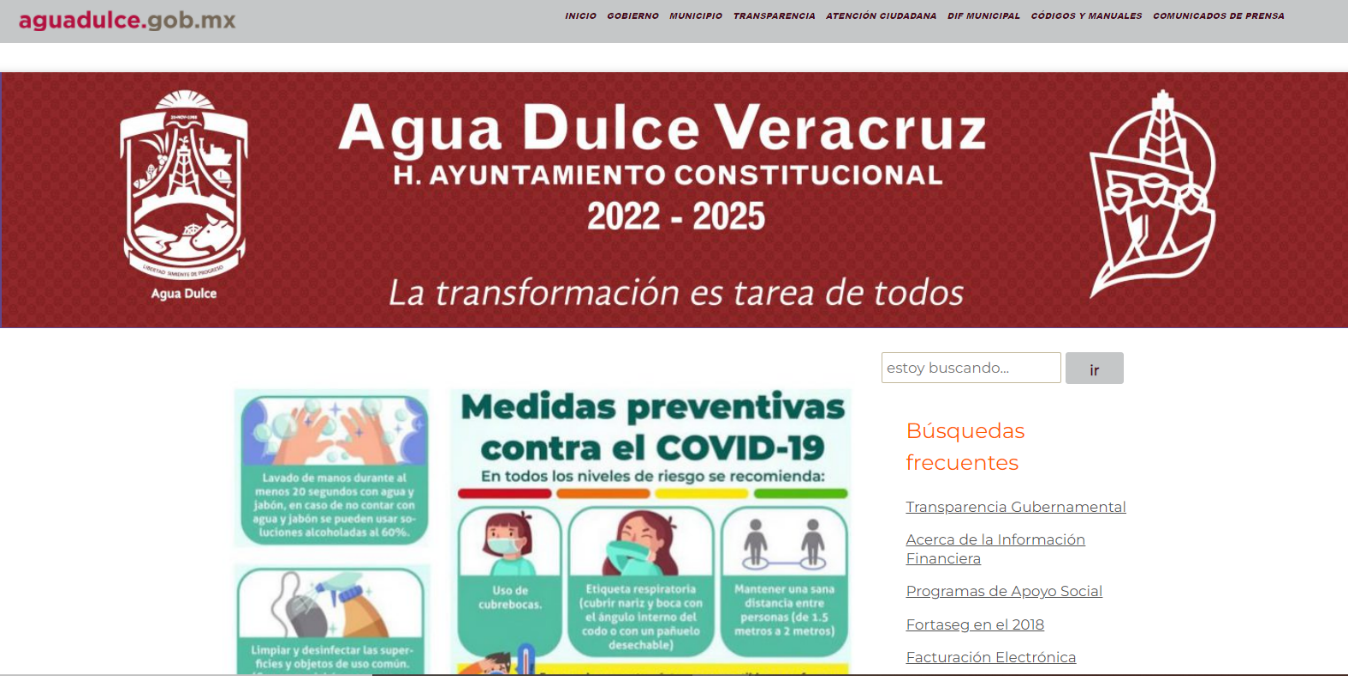 aguadulce.gob.mx
INICIO GOBIERNO MUNICIPIO TRANSPARENCIA ATENCIÓN CIUDADANA DIF MUNICIPAL CÓDIGOS Y MANUALES COMUNICADOS DE PRENSA
Agua Dulce Veracruz
H. AYUNTAMIENTO CONSTITUCIONAL
2022 - 2025
La transformación es tarea de todos
LIBERTAD SIMIENTE DE PROGRESO
Agua Dulce
Lavado de manos durante al
menos 20 segundos con agua y
jabón, en caso de no contar con
agua y jabón se pueden usar so-
luciones alcoholadas al 60%.
Limpiar y desinfectar las super-
ficies y objetos de uso común.
Medidas preventivas
contra el COVID-19
En todos los niveles de riesgo se recomienda:
Uso de
cubrebocas.
Etiqueta respiratoria
(cubrir nariz y boca con
el ángulo interno del
codo o con un pañuelo
desechable)
Mantener una sana
distancia entre
personas (de 1.5
metros a 2 metros)
estoy buscando...
ir
Búsquedas
frecuentes
Transparencia Gubernamental
Acerca de la Información
Financiera
Programas de Apoyo Social
Fortaseg en el 2018
Facturación Electrónica